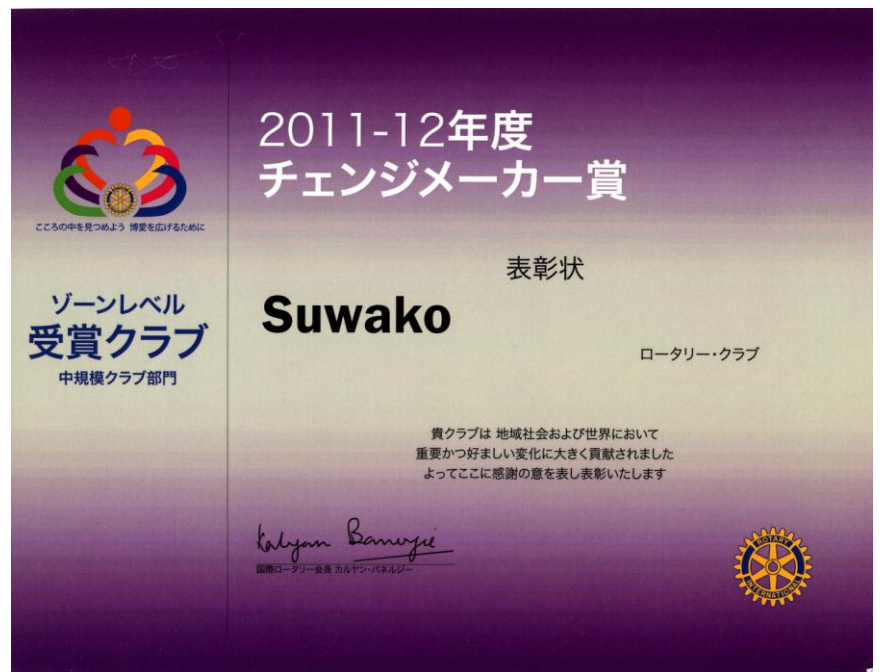 こころの中を見つめよう 博愛を広げるために
ゾーンレベル
受賞クラブ
中規模クラブ部門
2011-12年度
チェンジメーカー賞
表彰状
Suwako
ロータリー・クラブ
貴クラブは 地域社会および世界において
重要かつ好ましい変化に大きく貢献されました
よってここに感謝の意を表し表彰いたします
Kalyan Banerjee
国際ロータリー会長 カルヤン・バネルジー
ROTARY
INTERNATIONAL